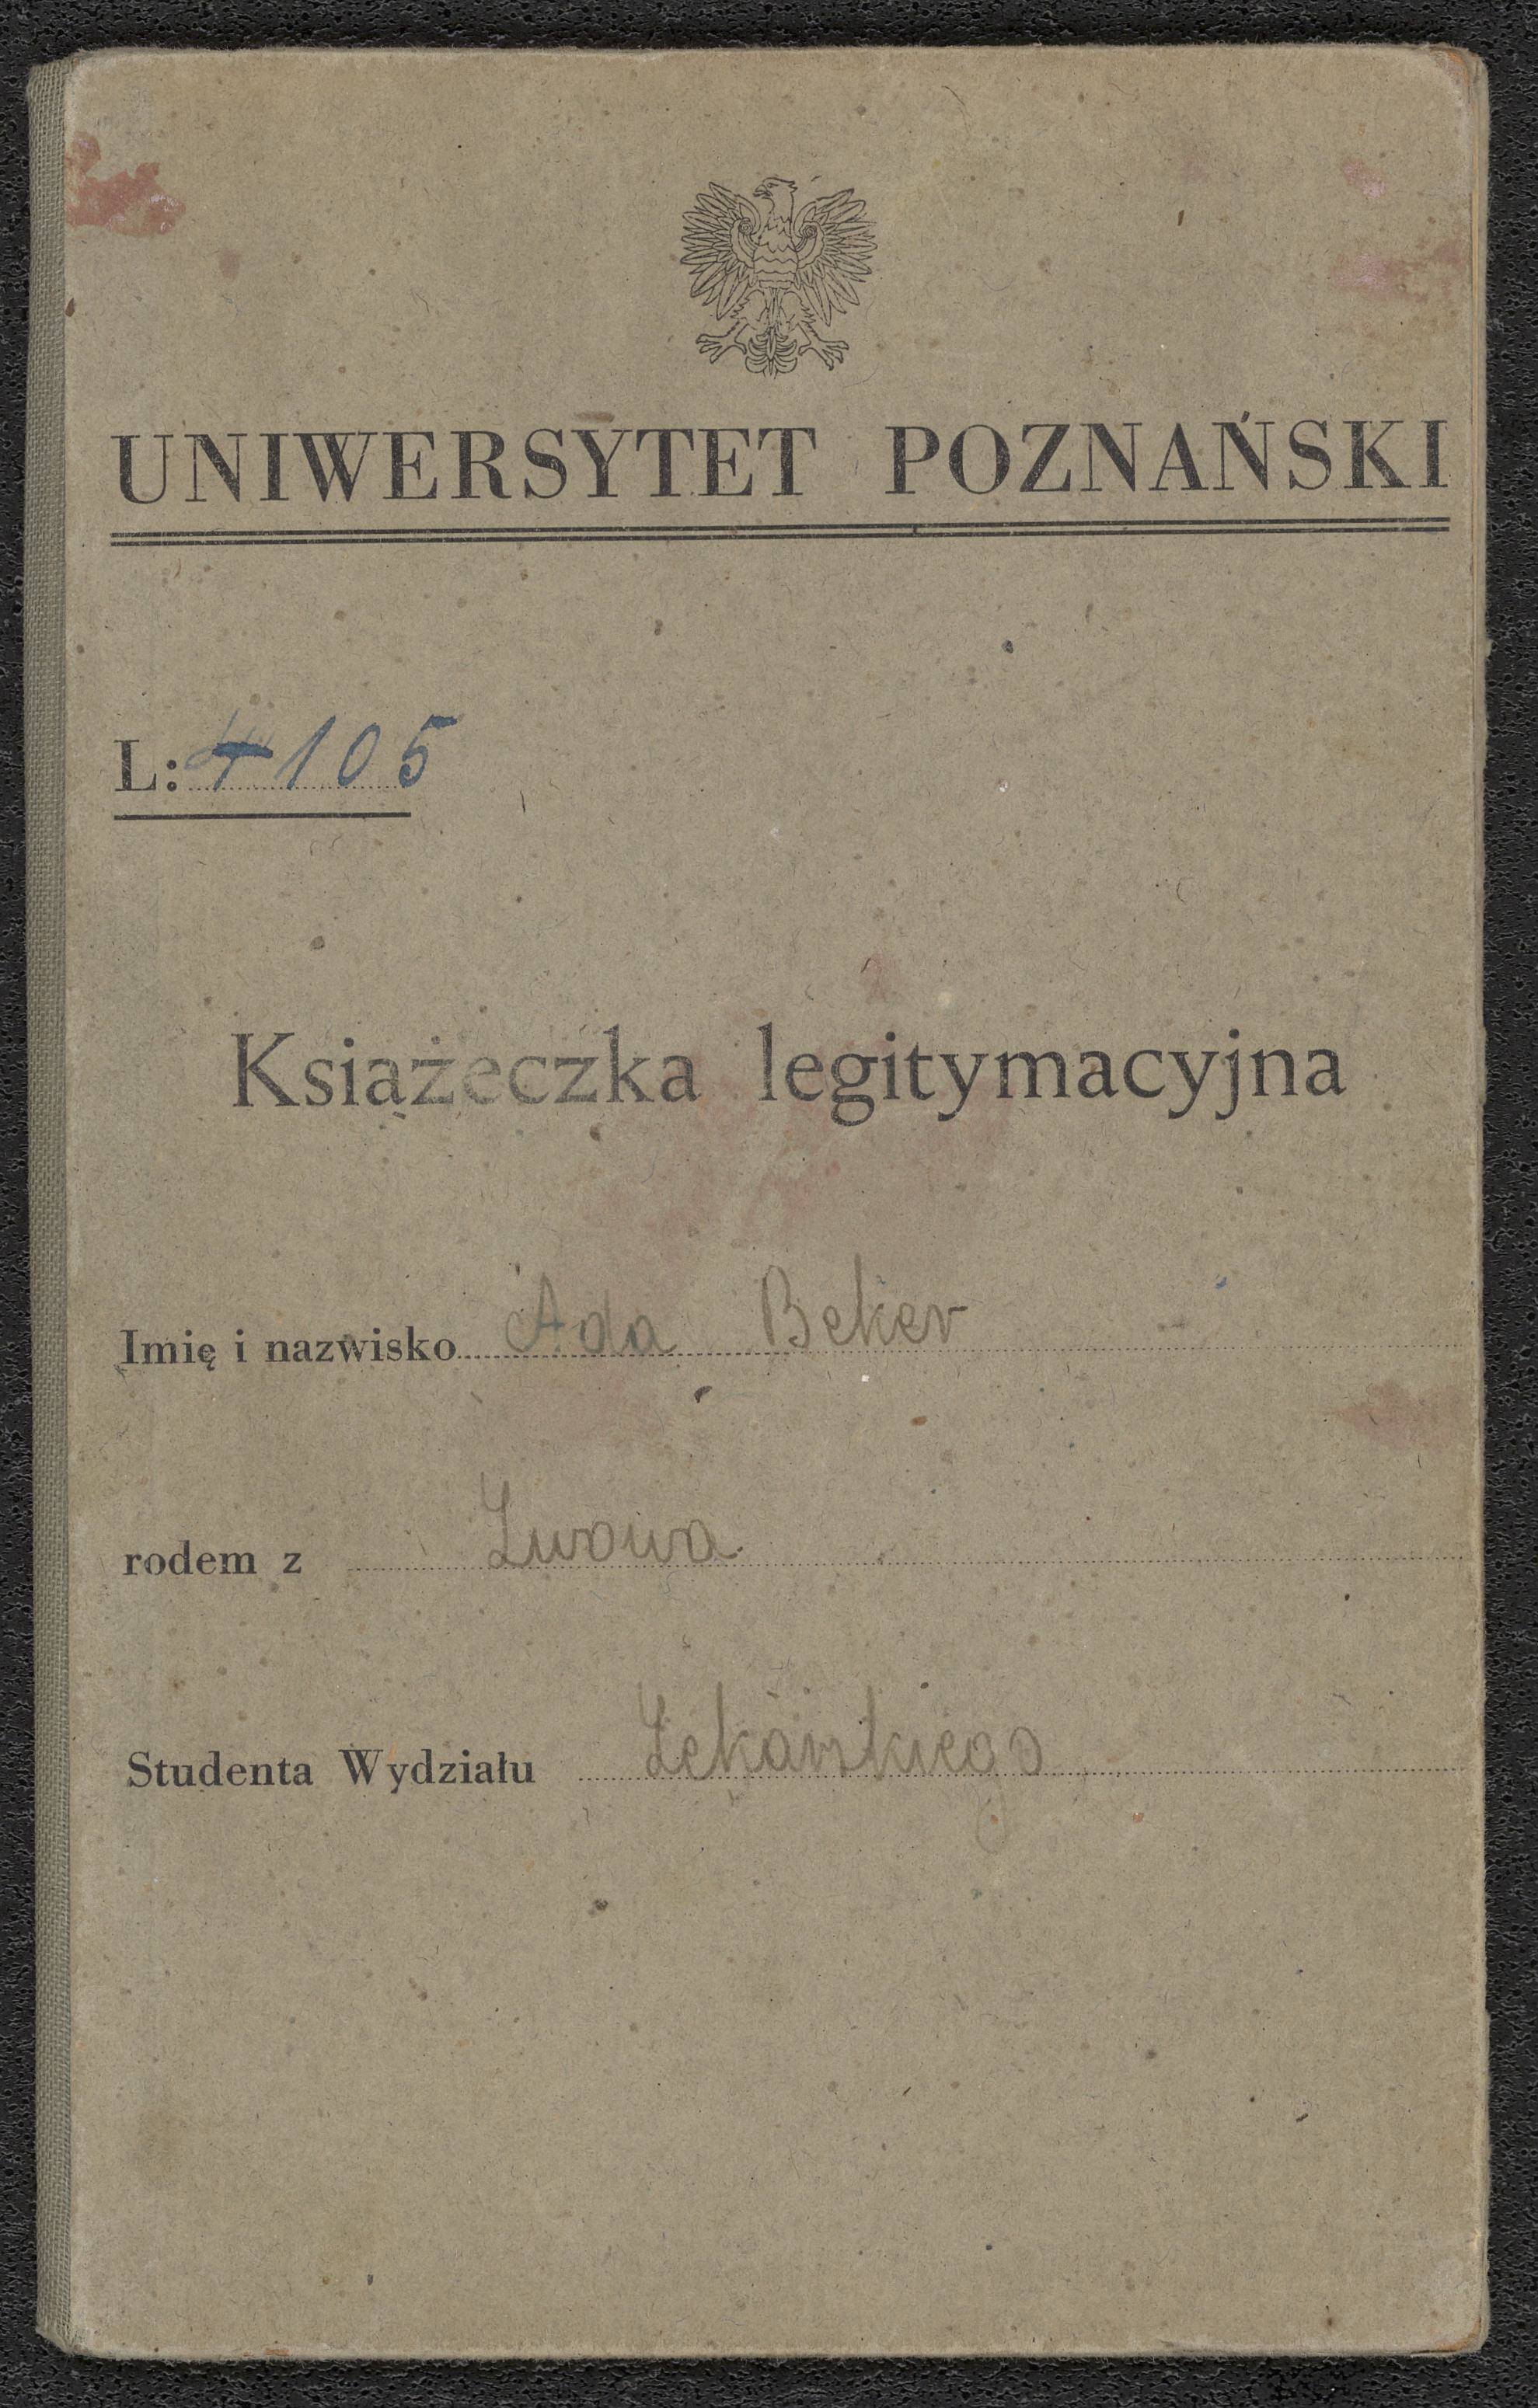 UNIWERSYTET POZNAŃSKI
L: 4105
Książeczka legitymacyjna
Imię i nazwisko Ada Beker
rodem z Lwowa
Studenta Wydziału Lekarskiego